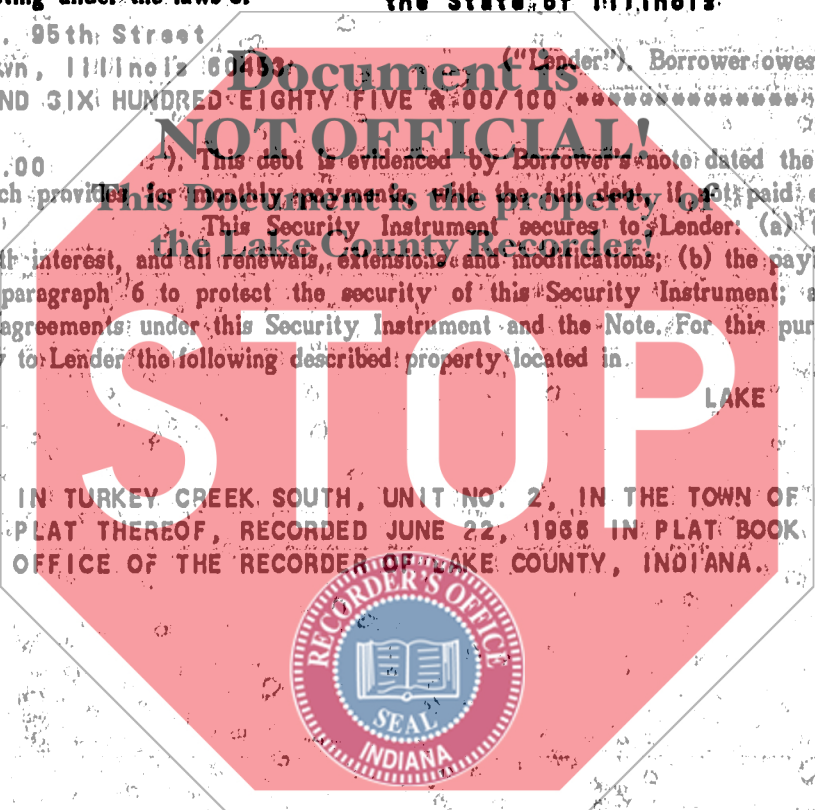 ting under the laws of the State of Illinois
. 95th Street
wn, Illinois 60453 ("Lender"). Borrower owes
Document is
ND SIX HUNDRED EIGHTY FIVE & 00/100 **************
NOT OFFICIAL!
.00 ). This debt is evidenced by Borrower's note dated the
ch provides for monthly payments, with the full debt, if not paid
This Document is the property of
This Security Instrument secures to Lender: (a)
the Lake County Recorder!
interest, and all renewals, extensions and modifications; (b) the pay
paragraph 6 to protect the security of this Security Instrument; a
agreements under this Security Instrument and the Note. For this pur
y to Lender the following described property located in
STOP
LAKE
IN TURKEY CREEK SOUTH, UNIT NO. 2, IN THE TOWN OF
PLAT THEREOF, RECORDED JUNE 22, 1966 IN PLAT BOOK
OFFICE OF THE RECORDER OF LAKE COUNTY, INDIANA.
RECORDER'S OFFICE
SEAL
INDIANA